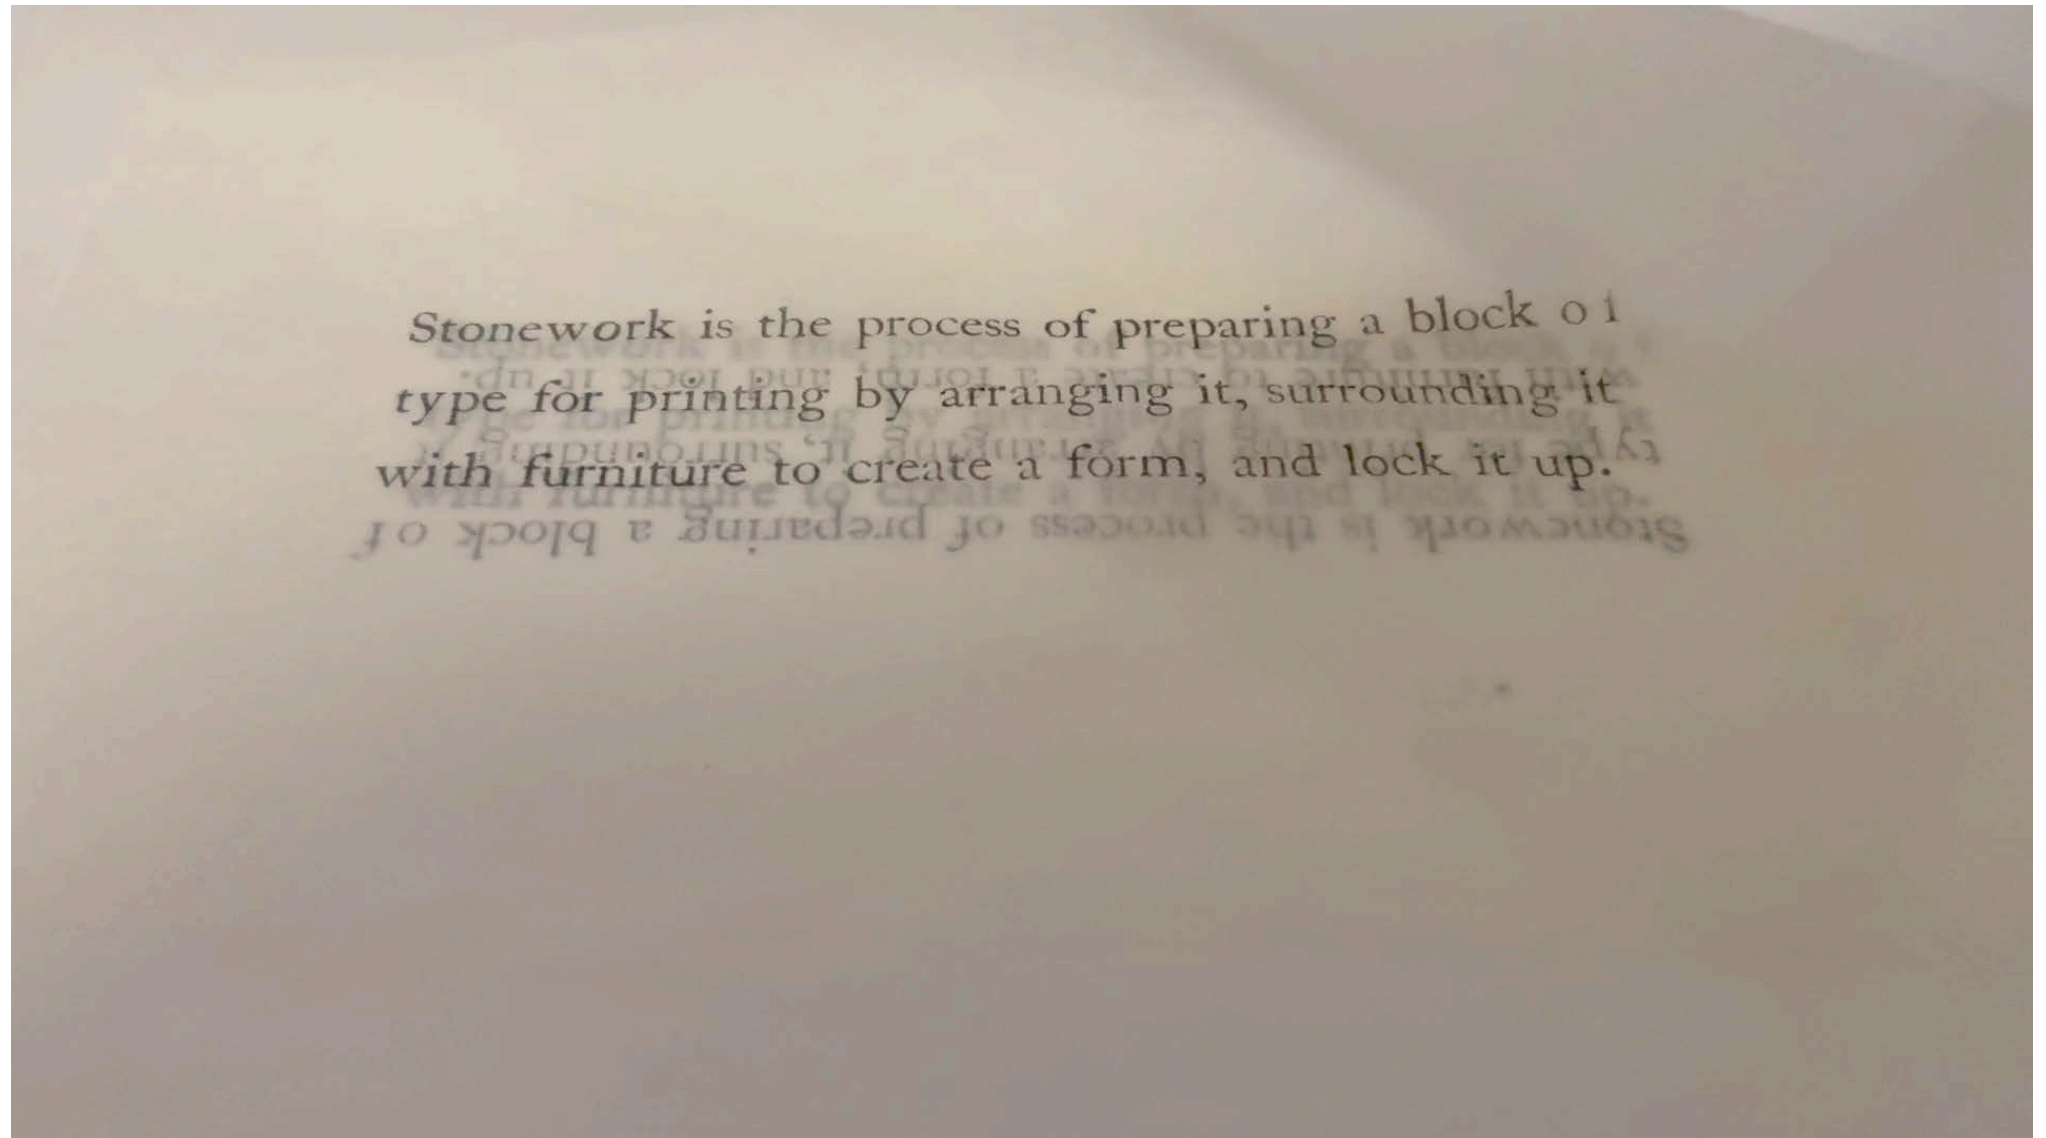 Stonework is the process of preparing a block of
type for printing by arranging it, surrounding it
with furniture to create a form, and lock it up.